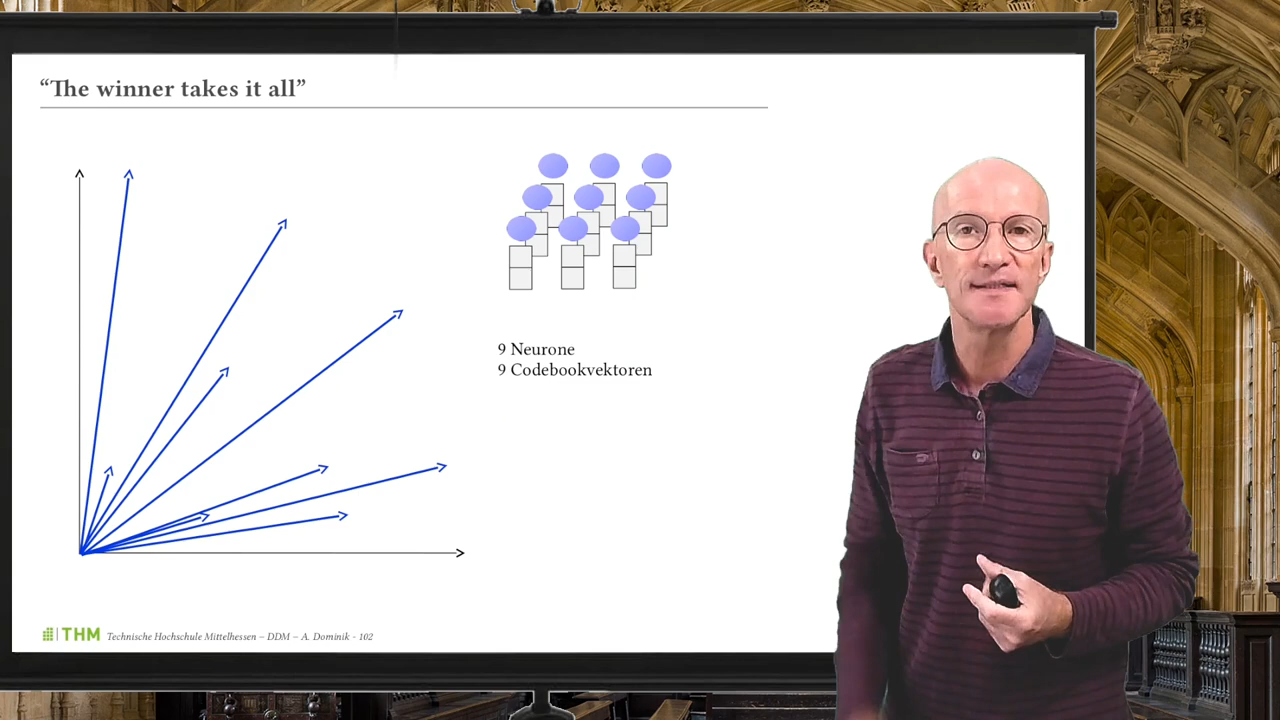 “The winner takes it all”
9 Neurone
9 Codebookvektoren
THM Technische Hochschule Mittelhessen – DDM – A. Dominik - 102